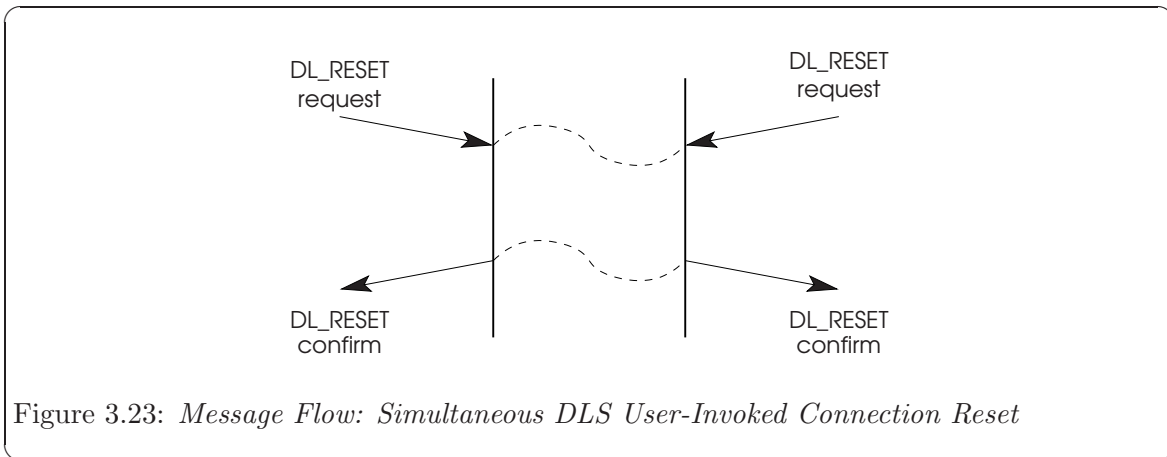 DL_RESET
request
DL_RESET
request
DL_RESET
confirm
DL_RESET
confirm
Figure 3.23: Message Flow: Simultaneous DLS User-Invoked Connection Reset